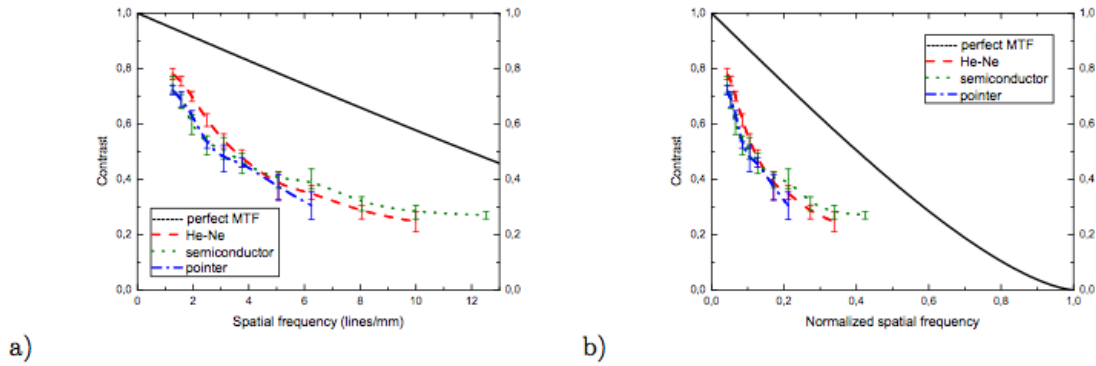 1,0
0,8
0,6
0,4
0,2
0,0
Contrast
1,0
0,8
0,6
0,4
0,2
0,0
perfect MTF
He-Ne
semiconductor
pointer
0 2 4 6 8 10 12
Spatial frequency (lines/mm)
a)
1,0
0,8
0,6
0,4
0,2
0,0
Contrast
1,0
0,8
0,6
0,4
0,2
0,0
perfect MTF
He-Ne
semiconductor
pointer
0,0 0,2 0,4 0,6 0,8 1,0
Normalized spatial frequency
b)